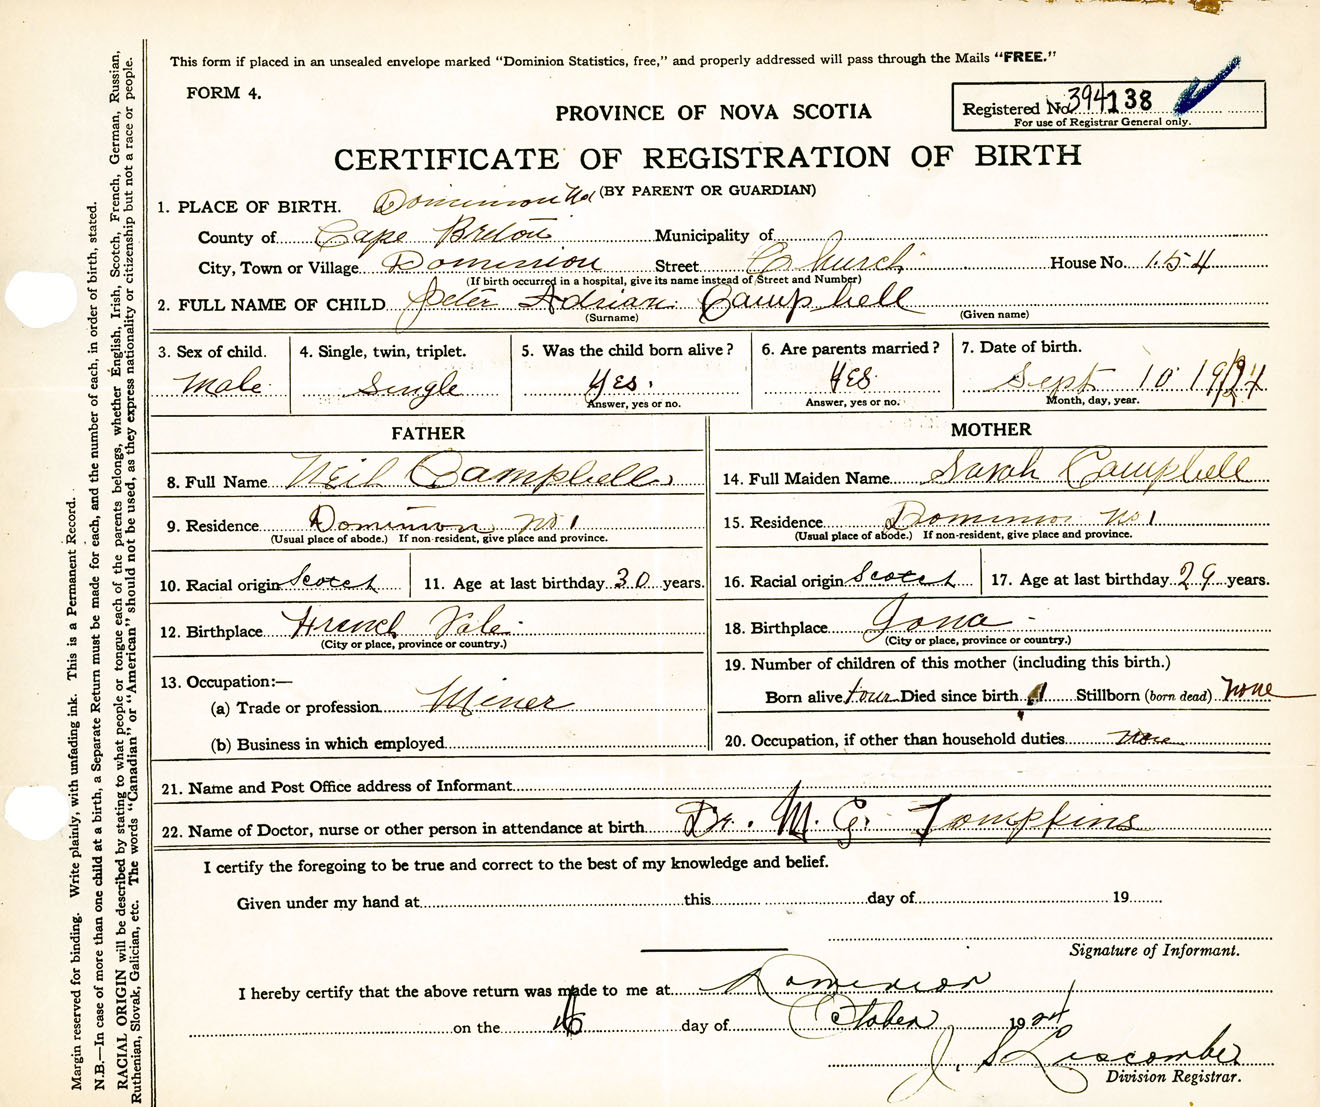 This form if placed in an unsealed envelope marked "Dominion Statistics, free," and properly addressed will pass through the Mails "FREE."
FORM 4.
PROVINCE OF NOVA SCOTIA
Registered No. 394138
For use of Registrar General only.
CERTIFICATE OF REGISTRATION OF BIRTH
(BY PARENT OR GUARDIAN)
1. PLACE OF BIRTH. Dominion No 1
County of Cape Breton Municipality of
City, Town or Village Dominion Street Church House No. 154
(If birth occurred in a hospital, give its name instead of Street and Number)
2. FULL NAME OF CHILD Peter Adrian Campbell
(Surname) (Given name)
3. Sex of child. 4. Single, twin, triplet. 5. Was the child born alive? 6. Are parents married? 7. Date of birth.
Male Single Yes. Yes Sept 10 1924
Answer, yes or no. Answer, yes or no. Month, day, year.
FATHER MOTHER
8. Full Name Neil Campbell 14. Full Maiden Name Sarah Campbell
9. Residence Dominion No 1 15. Residence Dominion No 1
(Usual place of abode.) If non-resident, give place and province. (Usual place of abode.) If non-resident, give place and province.
10. Racial origin Scotch 11. Age at last birthday 30 years. 16. Racial origin Scotch 17. Age at last birthday 29 years.
12. Birthplace French Vale 18. Birthplace Iona
(City or place, province or country.) (City or place, province or country.)
13. Occupation:— 19. Number of children of this mother (including this birth.)
(a) Trade or profession Miner Born alive four Died since birth 1 Stillborn (born dead) none
(b) Business in which employed 20. Occupation, if other than household duties None
21. Name and Post Office address of Informant
22. Name of Doctor, nurse or other person in attendance at birth Dr. M. G. Tompkins
I certify the foregoing to be true and correct to the best of my knowledge and belief.
Given under my hand at this day of 19
Signature of Informant.
I hereby certify that the above return was made to me at Dominion
on the 16 day of October 1924
J. S. Luscombe
Division Registrar.
Margin reserved for binding. Write plainly, with unfading ink. This is a Permanent Record.
N.B.—In case of more than one child at a birth, a Separate Return must be made for each, and the number of each, in order of birth, stated.
RACIAL ORIGIN will be described by stating to what people or tongue each of the parents belongs, whether English, Irish, Scotch, French, German, Russian,
Ruthenian, Slovak, Galician, etc. The words "Canadian" or "American" should not be used, as they express nationality or citizenship but not a race or people.